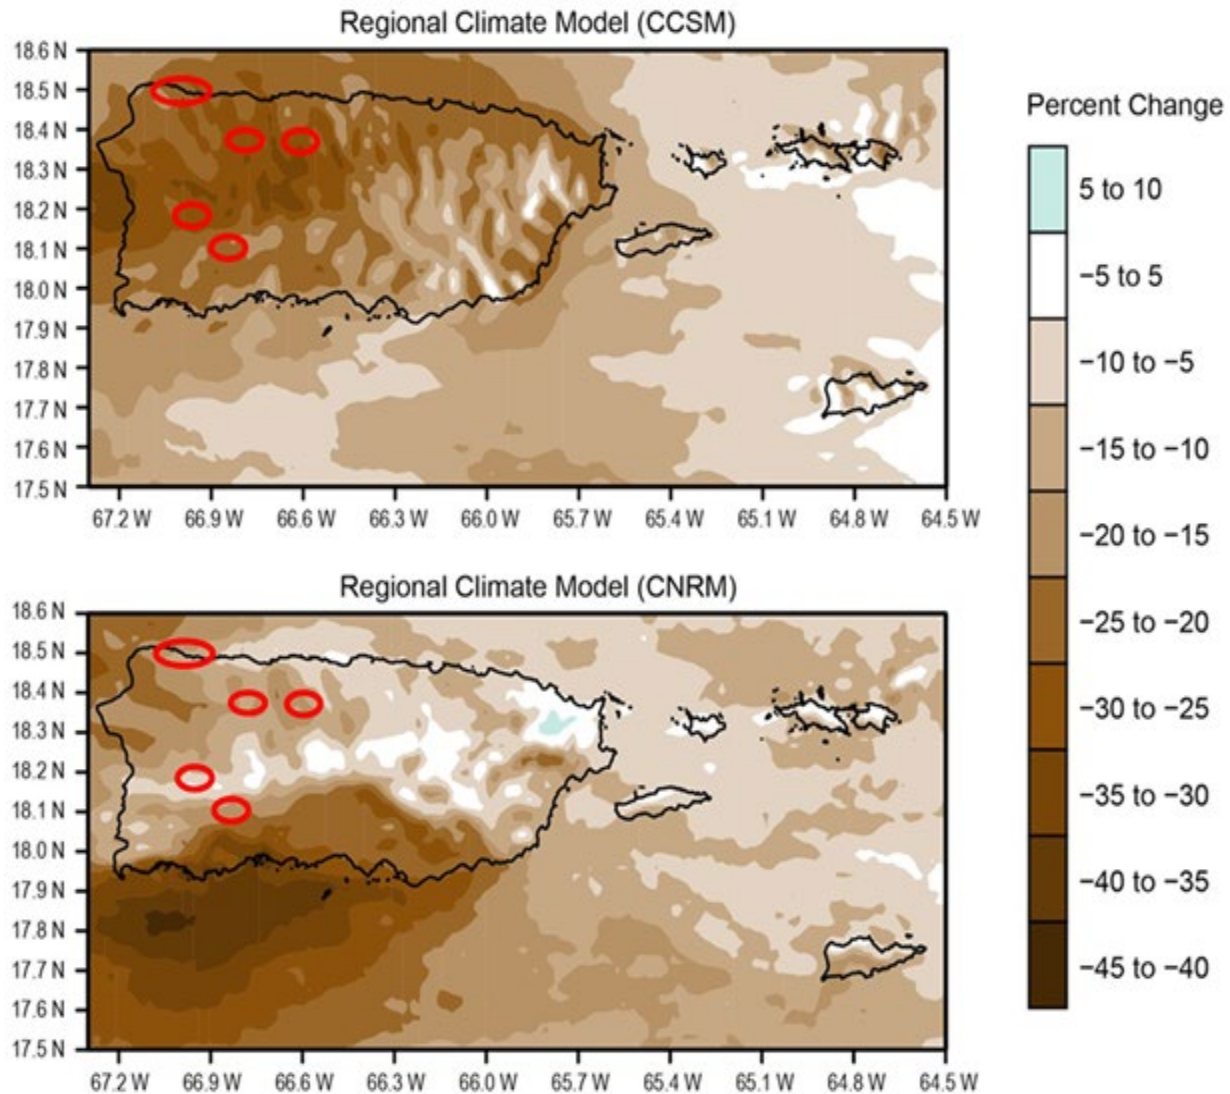 Regional Climate Model (CCSM)
18.6 N
18.5 N
18.4 N
18.3 N
18.2 N
18.1 N
18.0 N
17.9 N
17.8 N
17.7 N
17.6 N
17.5 N
67.2 W 66.9 W 66.6 W 66.3 W 66.0 W 65.7 W 65.4 W 65.1 W 64.8 W 64.5 W
Regional Climate Model (CNRM)
18.6 N
18.5 N
18.4 N
18.3 N
18.2 N
18.1 N
18.0 N
17.9 N
17.8 N
17.7 N
17.6 N
17.5 N
67.2 W 66.9 W 66.6 W 66.3 W 66.0 W 65.7 W 65.4 W 65.1 W 64.8 W 64.5 W
Percent Change
5 to 10
−5 to 5
−10 to −5
−15 to −10
−20 to −15
−25 to −20
−30 to −25
−35 to −30
−40 to −35
−45 to −40